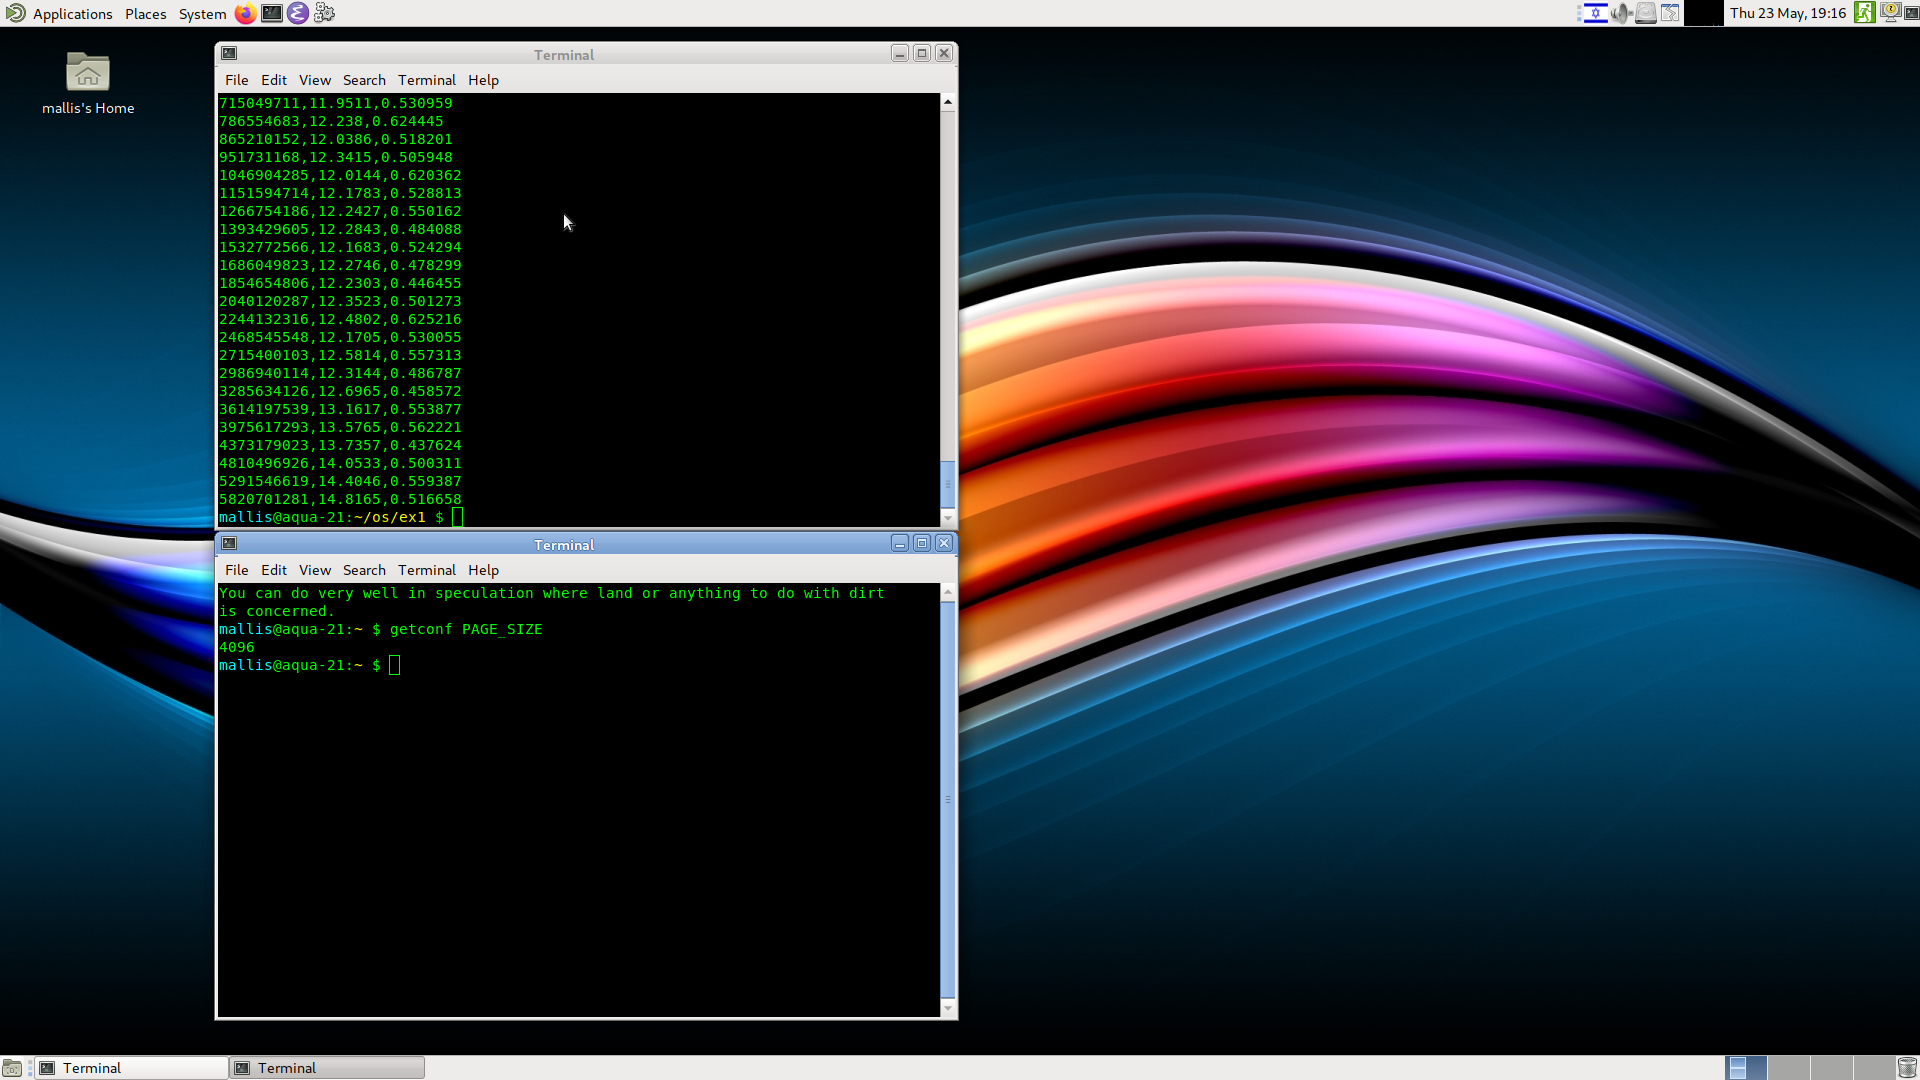 Applications Places System
Thu 23 May, 19:16
mallis's Home
Terminal
File Edit View Search Terminal Help
715049711,11.9511,0.530959
786554683,12.238,0.624445
865210152,12.0386,0.518201
951731168,12.3415,0.505948
1046904285,12.0144,0.620362
1151594714,12.1783,0.528813
1266754186,12.2427,0.550162
1393429605,12.2843,0.484088
1532772566,12.1683,0.524294
1686049823,12.2746,0.478299
1854654806,12.2303,0.446455
2040120287,12.3523,0.501273
2244132316,12.4802,0.625216
2468545548,12.1705,0.530055
2715400103,12.5814,0.557313
2986940114,12.3144,0.486787
3285634126,12.6965,0.458572
3614197539,13.1617,0.553877
3975617293,13.5765,0.562221
4373179023,13.7357,0.437624
4810496926,14.0533,0.500311
5291546619,14.4046,0.559387
5820701281,14.8165,0.516658
mallis@aqua-21:~/os/ex1 $
Terminal
File Edit View Search Terminal Help
You can do very well in speculation where land or anything to do with dirt
is concerned.
mallis@aqua-21:~ $ getconf PAGE_SIZE
4096
mallis@aqua-21:~ $
Terminal
Terminal